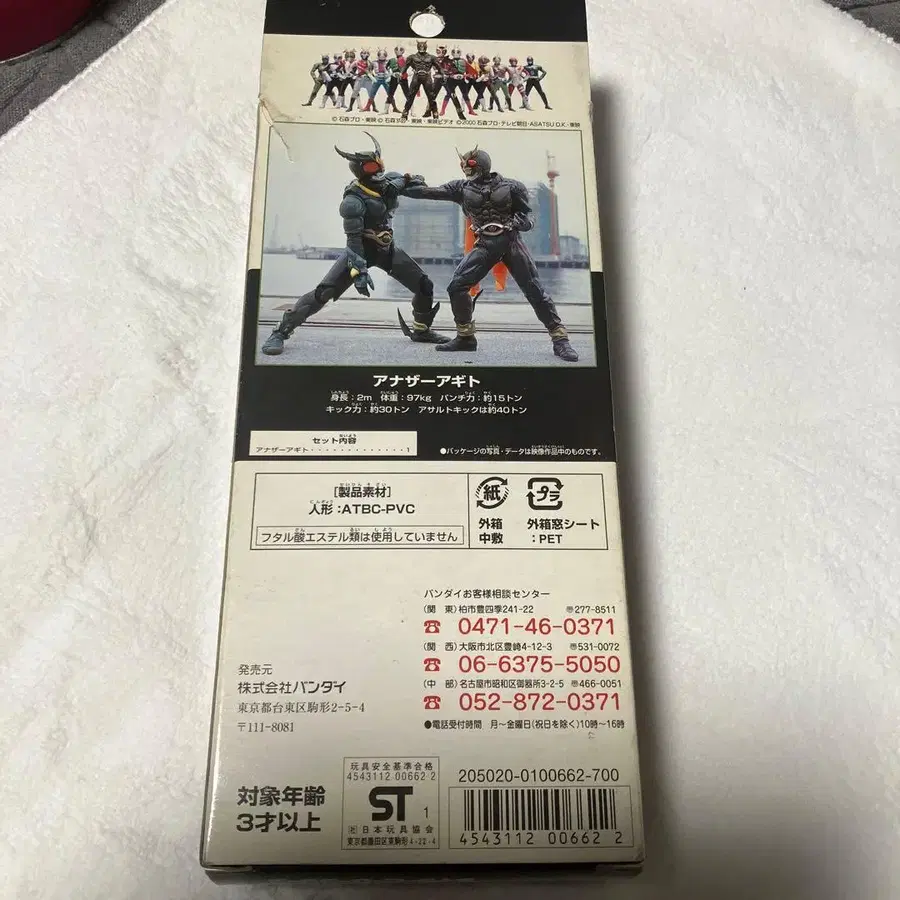 © 石森プロ・東映 © 石森プロ・東映・東映ビデオ © 2000 石森プロ・テレビ朝日・ASATSU D.K.・東映
アナザーアギト
身長:2m 体重:97kg パンチ力:約15トン
キック力:約30トン アサルトキックは約40トン
セット内容
アナザーアギト・・・・・・・・・・・・・1
●パッケージの写真・データは映像作品中のものです。
[製品素材]
人形:ATBC-PVC
フタル酸エステル類は使用していません
紙
外箱
中敷
プラ
外箱窓シート
:PET
バンダイお客様相談センター
(関 東)柏市豊四季241-22 〠277-8511
☎ 0471-46-0371
(関 西)大阪市北区豊崎4-12-3 〠531-0072
☎ 06-6375-5050
(中 部)名古屋市昭和区御器所3-2-5 〠466-0051
☎ 052-872-0371
●電話受付時間 月〜金曜日(祝日を除く)10時〜16時
発売元
株式会社バンダイ
東京都台東区駒形2-5-4
〒111-8081
対象年齢
3才以上
玩具安全基準合格
4543112 00662 2
ST 1
(社)日本玩具協会
東京都墨田区東駒形4-22-4
205020-0100662-700
4543112 00662 2